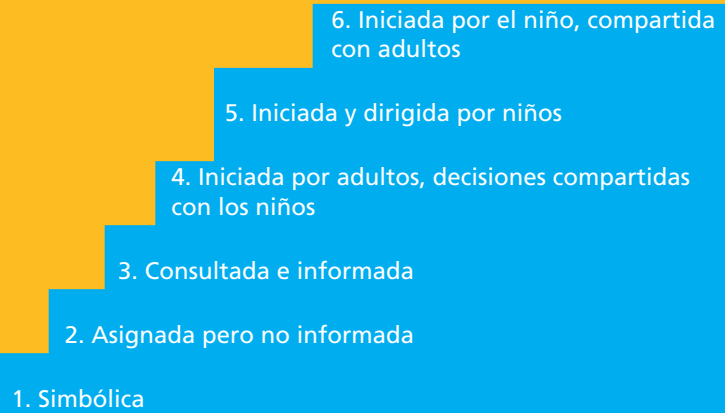 6. Iniciada por el niño, compartida
con adultos
5. Iniciada y dirigida por niños
4. Iniciada por adultos, decisiones compartidas
con los niños
3. Consultada e informada
2. Asignada pero no informada
1. Simbólica